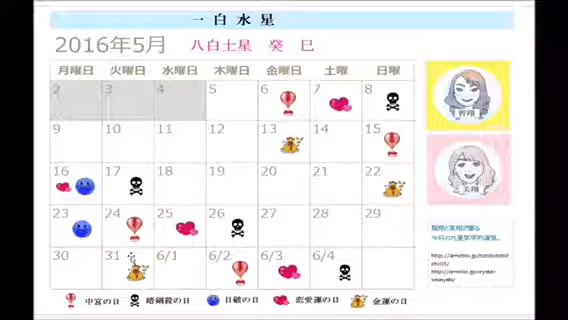 一白水星
2016年5月 八白土星 癸 巳
月曜日 火曜日 水曜日 木曜日 金曜日 土曜 日曜
2 3 4 5 6 7 8
9 10 11 12 13 14 15
16 17 18 19 20 21 22
23 24 25 26 27 28 29
30 31 6/1 6/2 6/3 6/4
中宮の日 暗剣殺の日 日破の日 恋愛運の日 金運の日